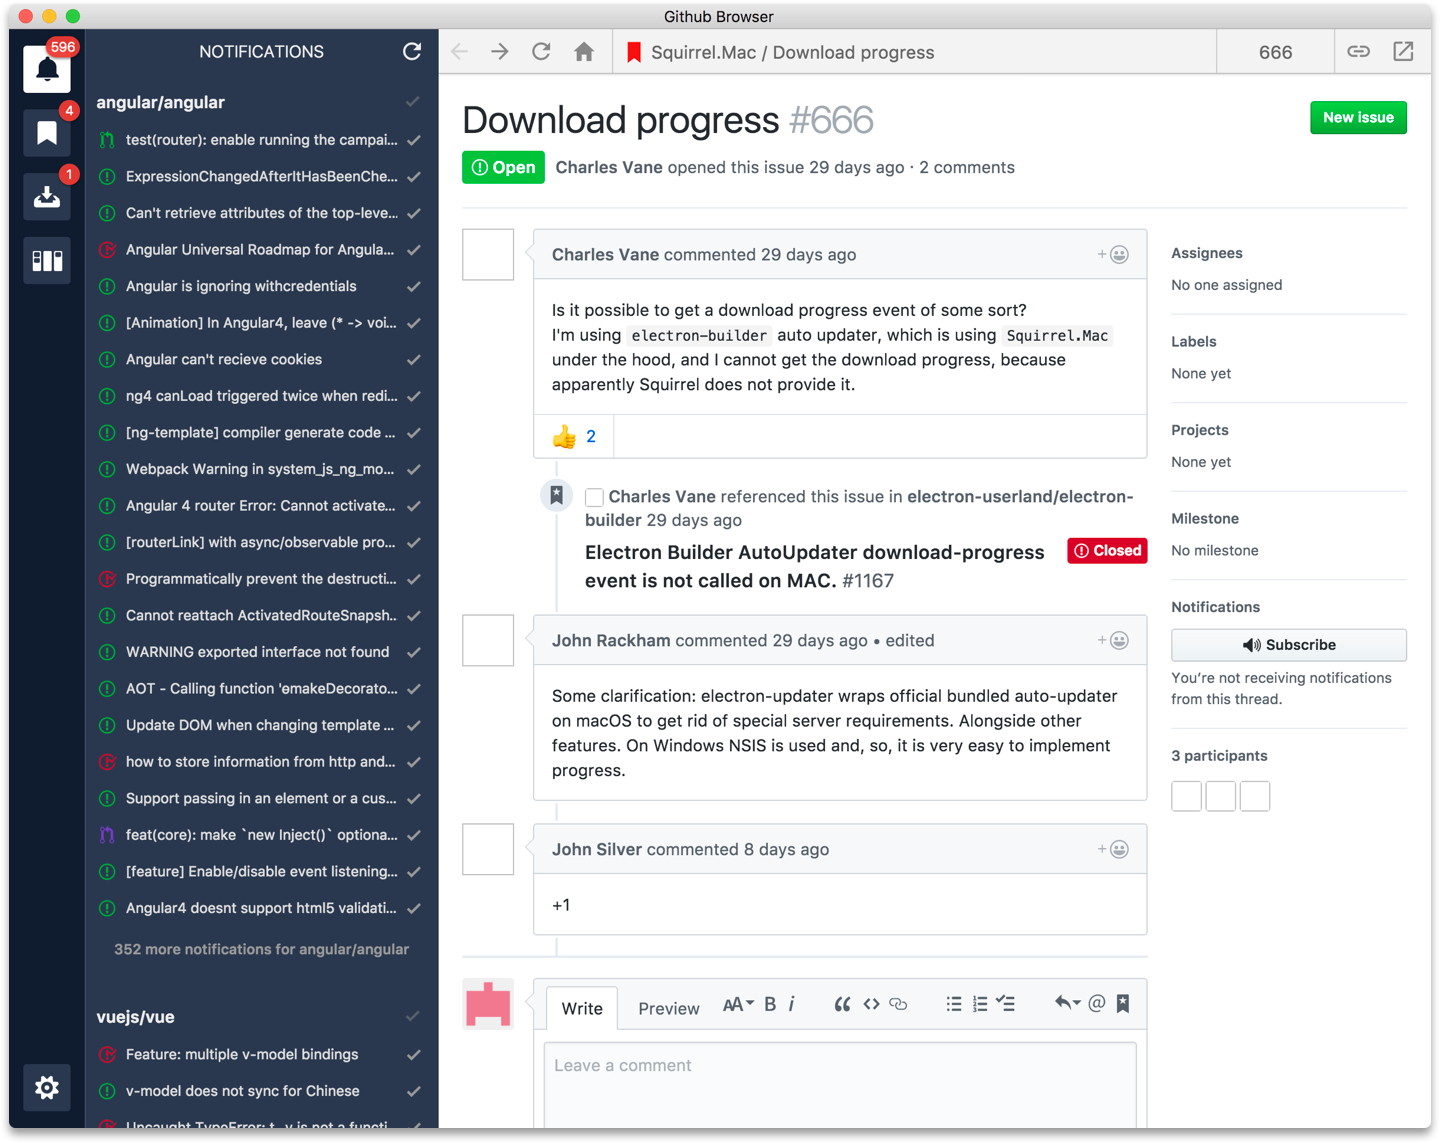 Github Browser
596
4
1
NOTIFICATIONS
angular/angular
test(router): enable running the campai...
ExpressionChangedAfterItHasBeenChe...
Can't retrieve attributes of the top-leve...
Angular Universal Roadmap for Angula...
Angular is ignoring withcredentials
[Animation] In Angular4, leave (* -> voi...
Angular can't recieve cookies
ng4 canLoad triggered twice when redi...
[ng-template] compiler generate code ...
Webpack Warning in system_js_ng_mo...
Angular 4 router Error: Cannot activate...
[routerLink] with async/observable pro...
Programmatically prevent the destructi...
Cannot reattach ActivatedRouteSnapsh...
WARNING exported interface not found
AOT - Calling function 'ɵmakeDecorato...
Update DOM when changing template ...
how to store information from http and...
Support passing in an element or a cus...
feat(core): make `new Inject()` optiona...
[feature] Enable/disable event listening...
Angular4 doesnt support html5 validati...
352 more notifications for angular/angular
vuejs/vue
Feature: multiple v-model bindings
v-model does not sync for Chinese
Uncaught TypeError: t._v is not a functi...
Squirrel.Mac / Download progress
666
Download progress #666
New issue
Open
Charles Vane opened this issue 29 days ago · 2 comments
Charles Vane commented 29 days ago
+
Is it possible to get a download progress event of some sort?
I'm using electron-builder auto updater, which is using Squirrel.Mac
under the hood, and I cannot get the download progress, because
apparently Squirrel does not provide it.
2
Charles Vane referenced this issue in electron-userland/electron-
builder 29 days ago
Electron Builder AutoUpdater download-progress
event is not called on MAC. #1167
Closed
John Rackham commented 29 days ago • edited
+
Some clarification: electron-updater wraps official bundled auto-updater
on macOS to get rid of special server requirements. Alongside other
features. On Windows NSIS is used and, so, it is very easy to implement
progress.
John Silver commented 8 days ago
+
+1
Write
Preview
AA
B
i
@
Leave a comment
Assignees
No one assigned
Labels
None yet
Projects
None yet
Milestone
No milestone
Notifications
Subscribe
You’re not receiving notifications
from this thread.
3 participants